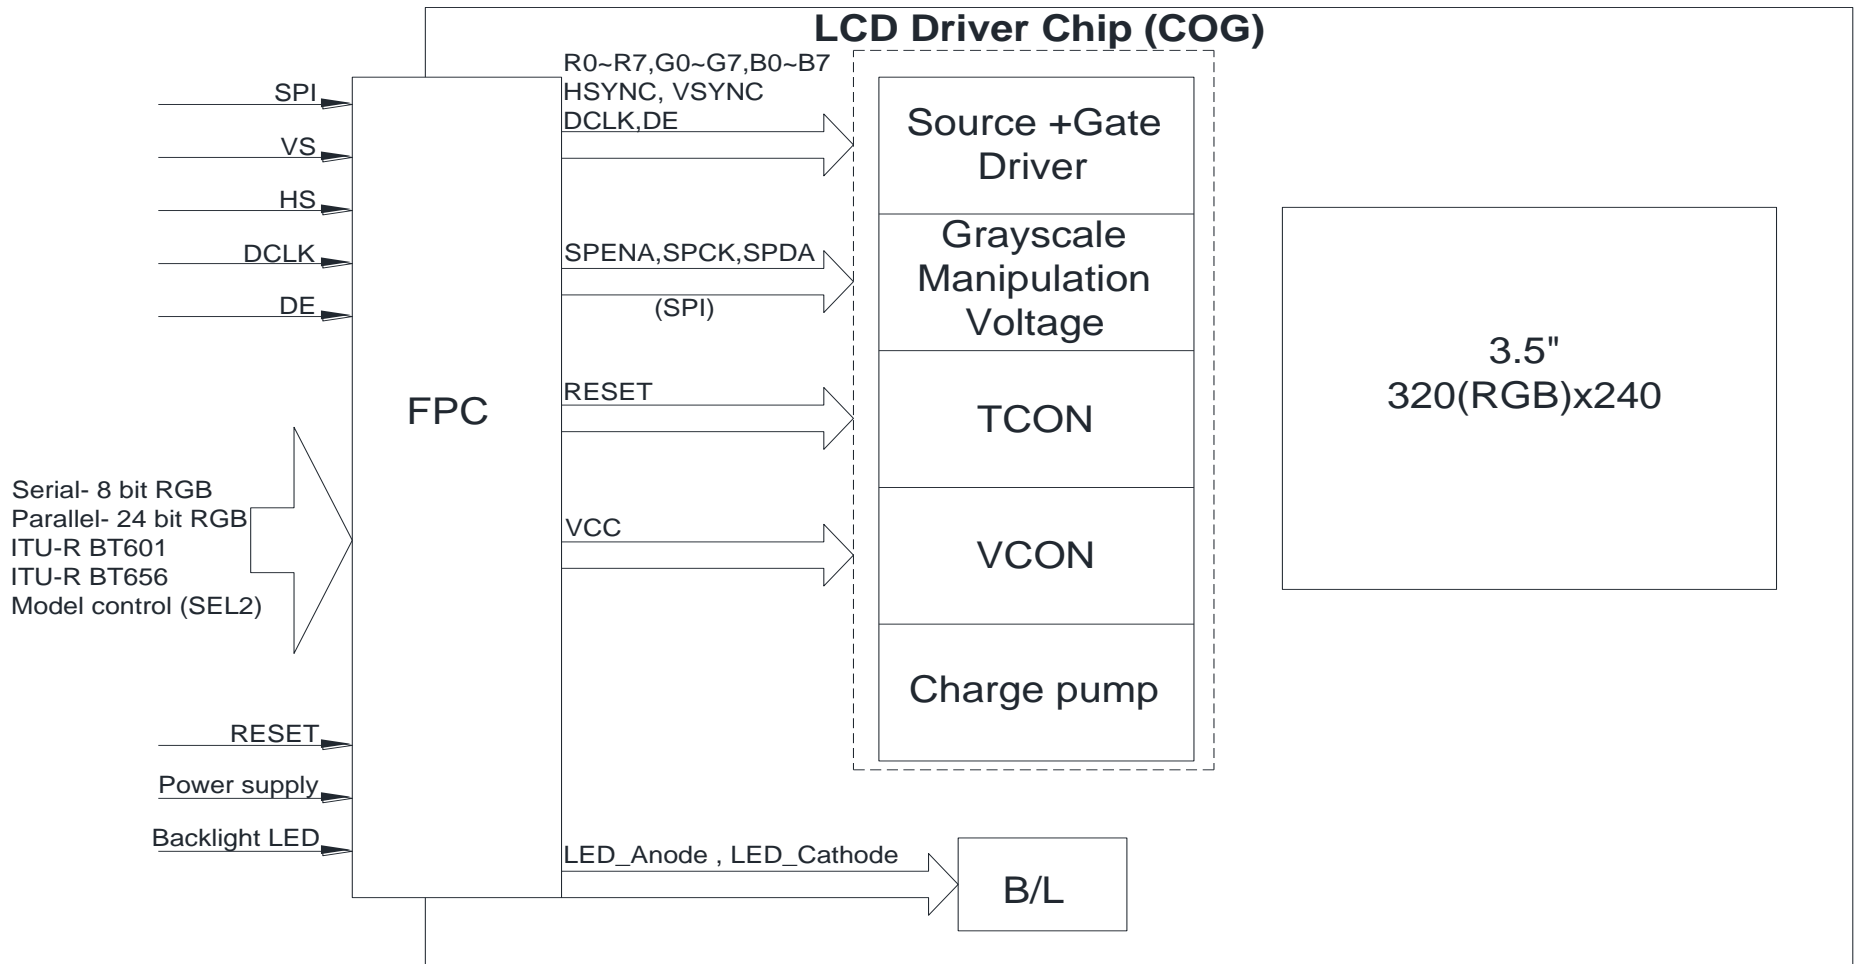 LCD Driver Chip (COG)
SPI
VS
HS
DCLK
DE
Serial- 8 bit RGB
Parallel- 24 bit RGB
ITU-R BT601
ITU-R BT656
Model control (SEL2)
RESET
Power supply
Backlight LED
FPC
R0~R7,G0~G7,B0~B7
HSYNC, VSYNC
DCLK,DE
SPENA,SPCK,SPDA
(SPI)
RESET
VCC
LED_Anode , LED_Cathode
Source +Gate
Driver
Grayscale
Manipulation
Voltage
TCON
VCON
Charge pump
B/L
3.5"
320(RGB)x240